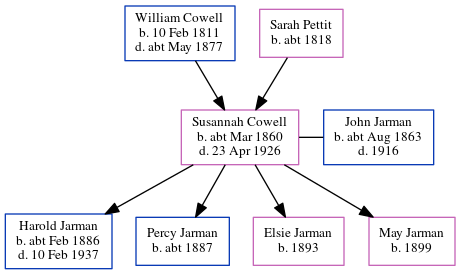 William Cowell
b. 10 Feb 1811
d. abt May 1877
Sarah Pettit
b. abt 1818
Susannah Cowell
b. abt Mar 1860
d. 23 Apr 1926
John Jarman
b. abt Aug 1863
d. 1916
Harold Jarman
b. abt Feb 1886
d. 10 Feb 1937
Percy Jarman
b. abt 1887
Elsie Jarman
b. 1893
May Jarman
b. 1899